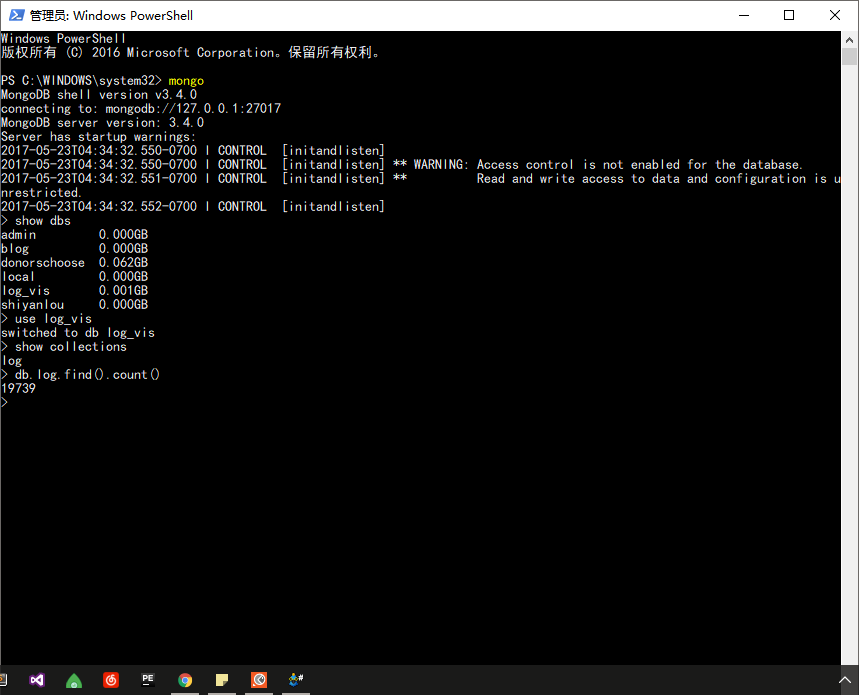 管理员: Windows PowerShell
Windows PowerShell
版权所有 (C) 2016 Microsoft Corporation。保留所有权利。
PS C:\WINDOWS\system32> mongo
MongoDB shell version v3.4.0
connecting to: mongodb://127.0.0.1:27017
MongoDB server version: 3.4.0
Server has startup warnings:
2017-05-23T04:34:32.550-0700 I CONTROL  [initandlisten]
2017-05-23T04:34:32.550-0700 I CONTROL  [initandlisten] ** WARNING: Access control is not enabled for the database.
2017-05-23T04:34:32.551-0700 I CONTROL  [initandlisten] **          Read and write access to data and configuration is u
nrestricted.
2017-05-23T04:34:32.552-0700 I CONTROL  [initandlisten]
> show dbs
admin         0.000GB
blog          0.000GB
donorschoose  0.062GB
local         0.000GB
log_vis       0.001GB
shiyanlou     0.000GB
> use log_vis
switched to db log_vis
> show collections
log
> db.log.find().count()
19739
>
PE